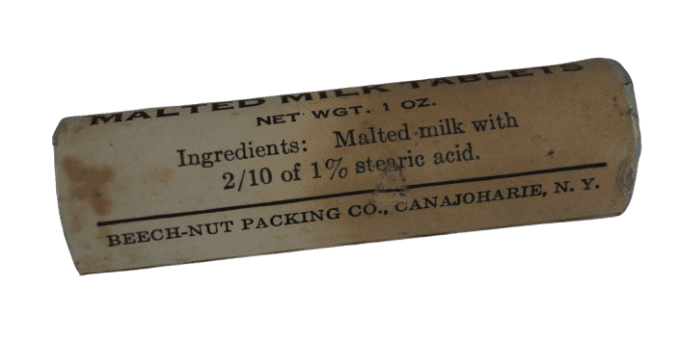 MALTED MILK TABLETS
NET WGT. 1 OZ.
Ingredients: Malted milk with
2/10 of 1% stearic acid.
BEECH-NUT PACKING CO., CANAJOHARIE, N. Y.